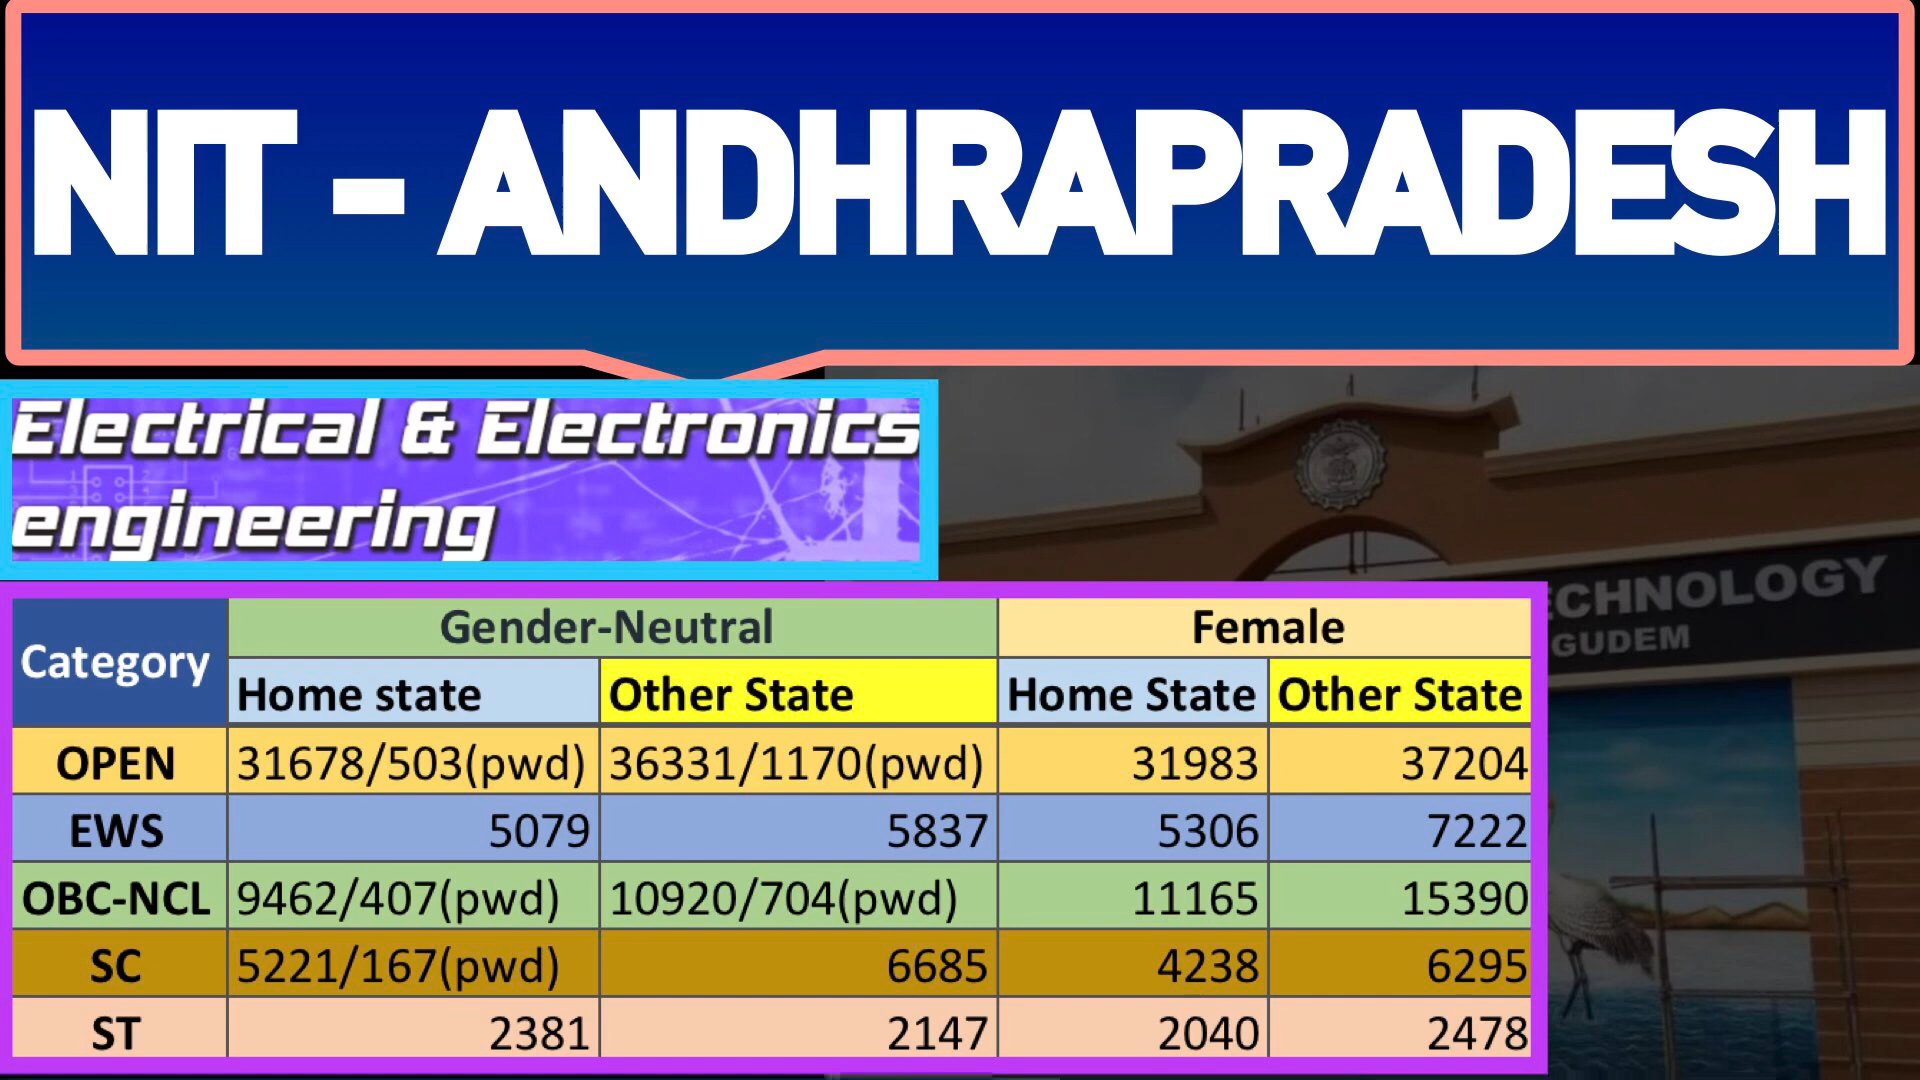 NIT - ANDHRAPRADESH
Electrical & Electronics
engineering
ECHNOLOGY
GUDEM
Category Gender-Neutral Female
Home state Other State Home State Other State
OPEN 31678/503(pwd) 36331/1170(pwd) 31983 37204
EWS 5079 5837 5306 7222
OBC-NCL 9462/407(pwd) 10920/704(pwd) 11165 15390
SC 5221/167(pwd) 6685 4238 6295
ST 2381 2147 2040 2478